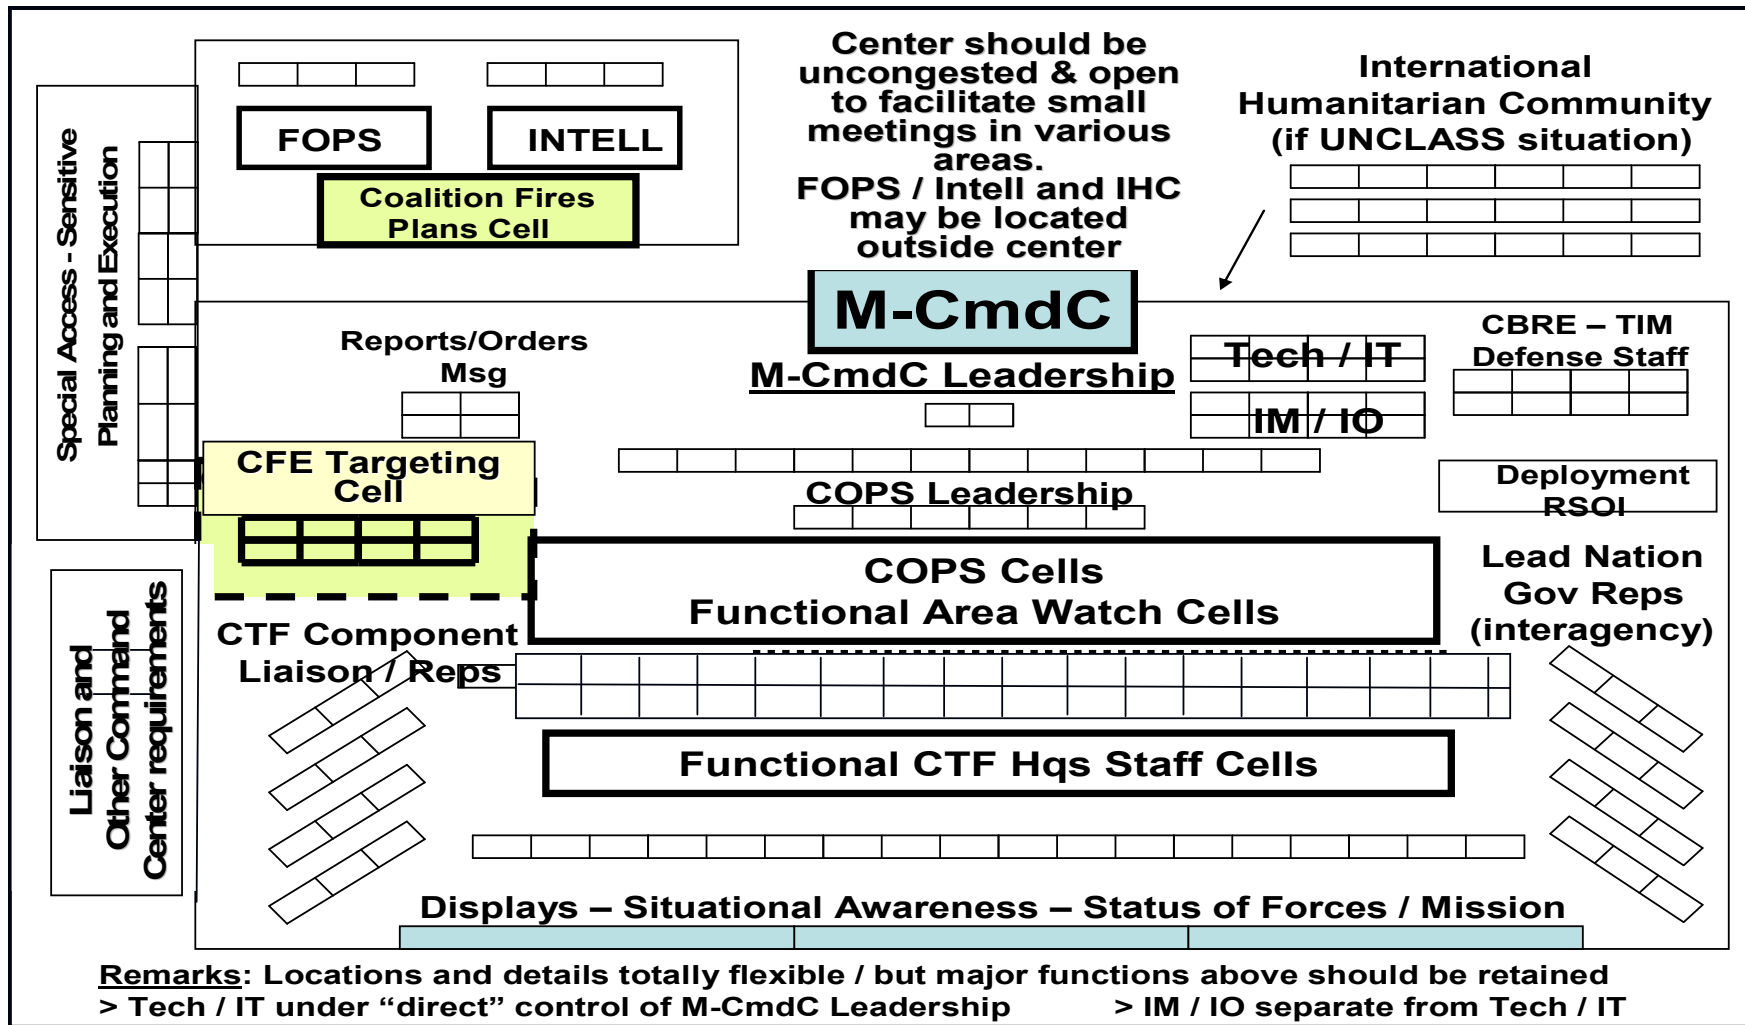 Center should be
uncongested & open
to facilitate small
meetings in various
areas.
FOPS / Intell and IHC
may be located
outside center
International
Humanitarian Community
(if UNCLASS situation)
FOPS
INTELL
Coalition Fires
Plans Cell
Special Access - Sensitive
Planning and Execution
M-CmdC
M-CmdC Leadership
Reports/Orders
Msg
Tech / IT
IM / IO
CBRE – TIM
Defense Staff
CFE Targeting
Cell
COPS Leadership
Deployment
RSOI
COPS Cells
Functional Area Watch Cells
Lead Nation
Gov Reps
(interagency)
CTF Component
Liaison / Reps
Liaison and
Other Command
Center requirements
Functional CTF Hqs Staff Cells
Displays – Situational Awareness – Status of Forces / Mission
Remarks: Locations and details totally flexible / but major functions above should be retained
> Tech / IT under “direct” control of M-CmdC Leadership > IM / IO separate from Tech / IT